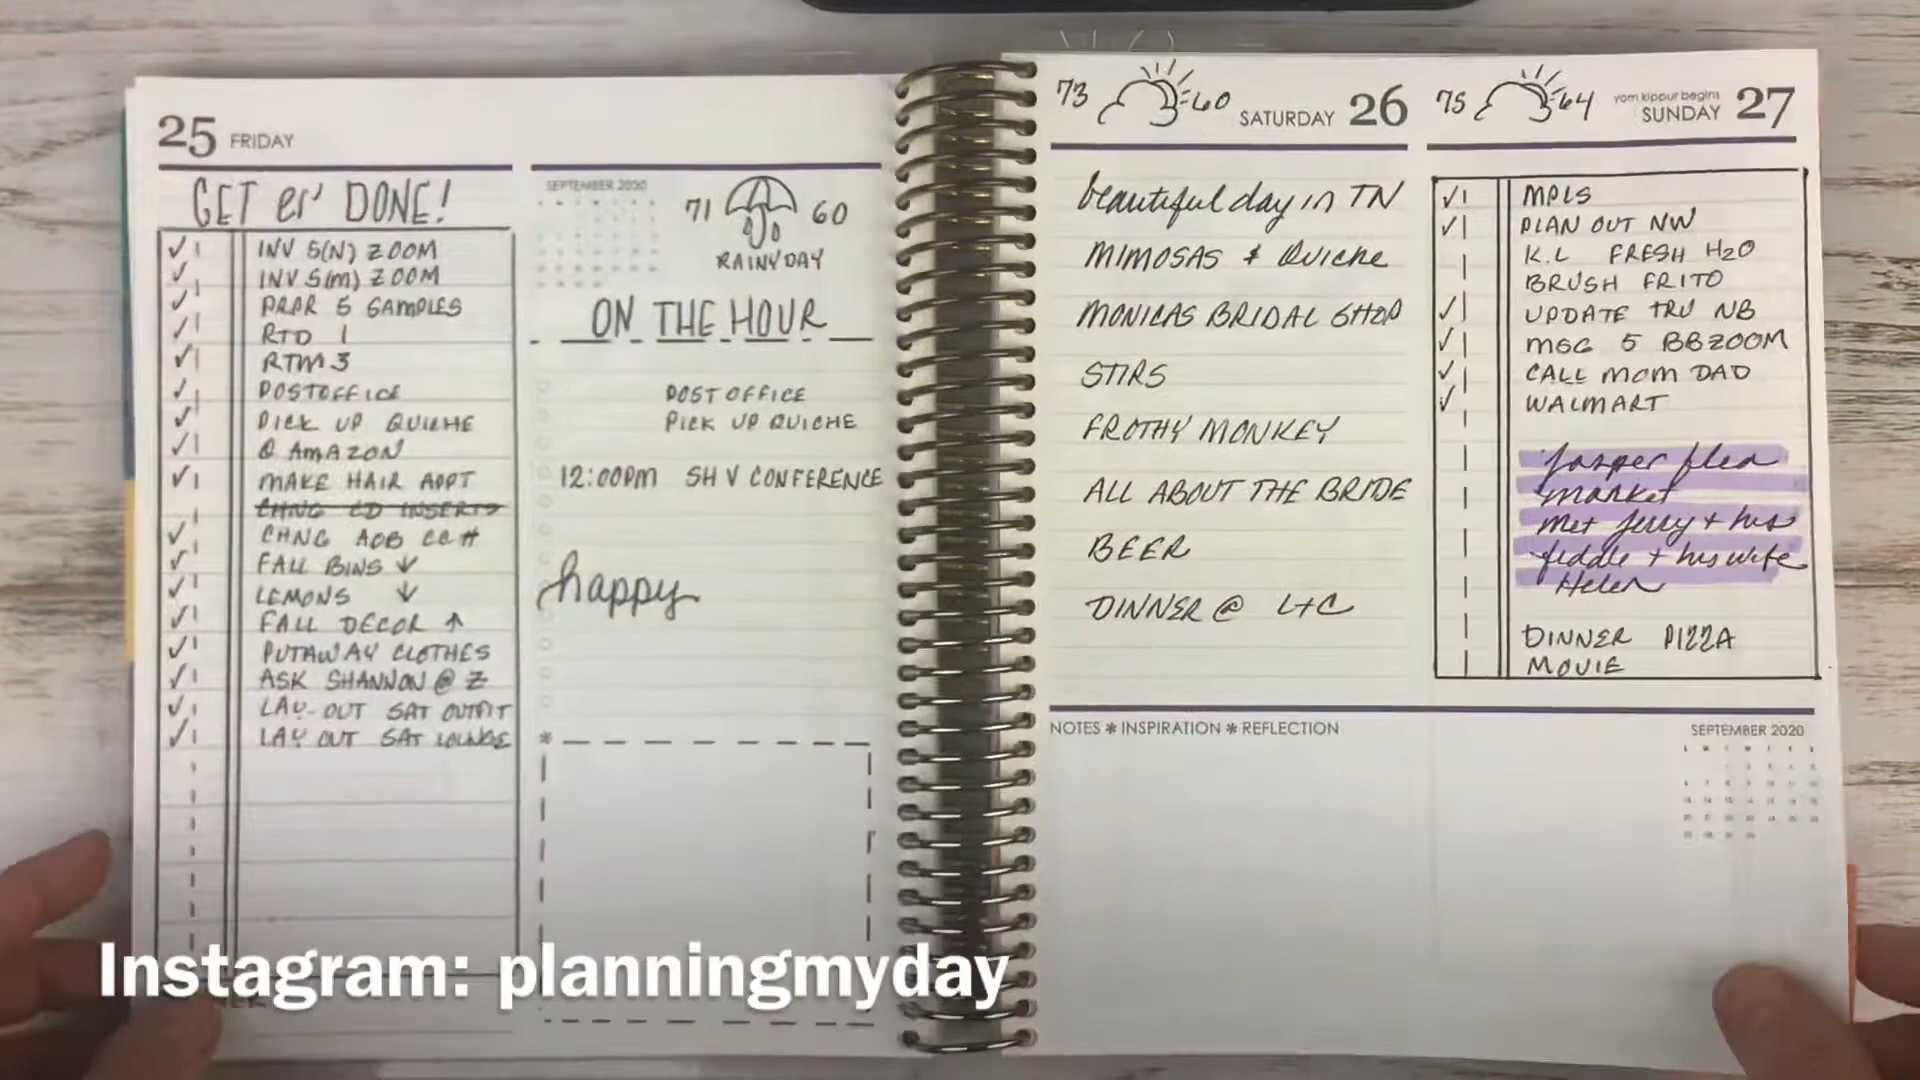 25 FRIDAY
GET er' DONE!
INV S(N) ZOOM
INV S(m) ZOOM
PRPR 5 SAMPLES
RTD 1
RTM 3
POSTOFFICE
PICK UP QUICHE
@ AMAZON
MAKE HAIR APPT
CHNG CD INSERTS
CHNG AOB CC#
FALL BINS ↓
LEMONS ↓
FALL DECOR ↑
PUTAWAY CLOTHES
ASK SHANNON @ Z
LAY-OUT SAT OUTFIT
LAY OUT SAT LOUNGE
SEPTEMBER 2020
71 60
RAINY DAY
ON THE HOUR
POST OFFICE
PICK UP QUICHE
12:00PM SH V CONFERENCE
happy
*
73 60 SATURDAY 26
beautiful day in TN
MIMOSAS & Quiche
MONICAS BRIDAL SHOP
STIRS
FROTHY MONKEY
ALL ABOUT THE BRIDE
BEER
DINNER @ L+C
75 64 yom kippur begins
SUNDAY 27
MPLS
PLAN OUT NW
K.L FRESH H2O
BRUSH FRITO
UPDATE TRU NB
MSG 5 BBZOOM
CALL MOM DAD
WALMART
Jasper flea
market
met Jerry + his
fiddle + his wife
Helen
DINNER PIZZA
MOVIE
NOTES * INSPIRATION * REFLECTION
SEPTEMBER 2020
Instagram: planningmyday